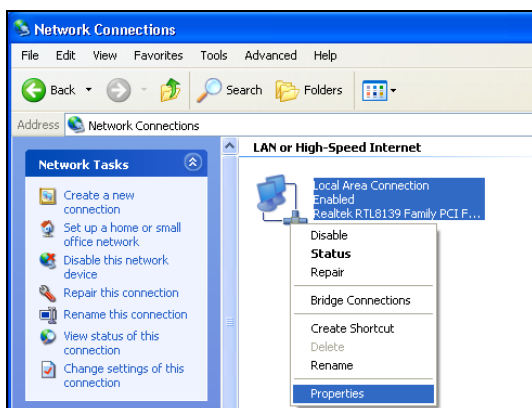 Network Connections
File Edit View Favorites Tools Advanced Help
Back Search Folders
Address Network Connections
Network Tasks
Create a new
connection
Set up a home or small
office network
Disable this network
device
Repair this connection
Rename this connection
View status of this
connection
Change settings of this
connection
LAN or High-Speed Internet
Local Area Connection
Enabled
Realtek RTL8139 Family PCI F...
Disable
Status
Repair
Bridge Connections
Create Shortcut
Delete
Rename
Properties